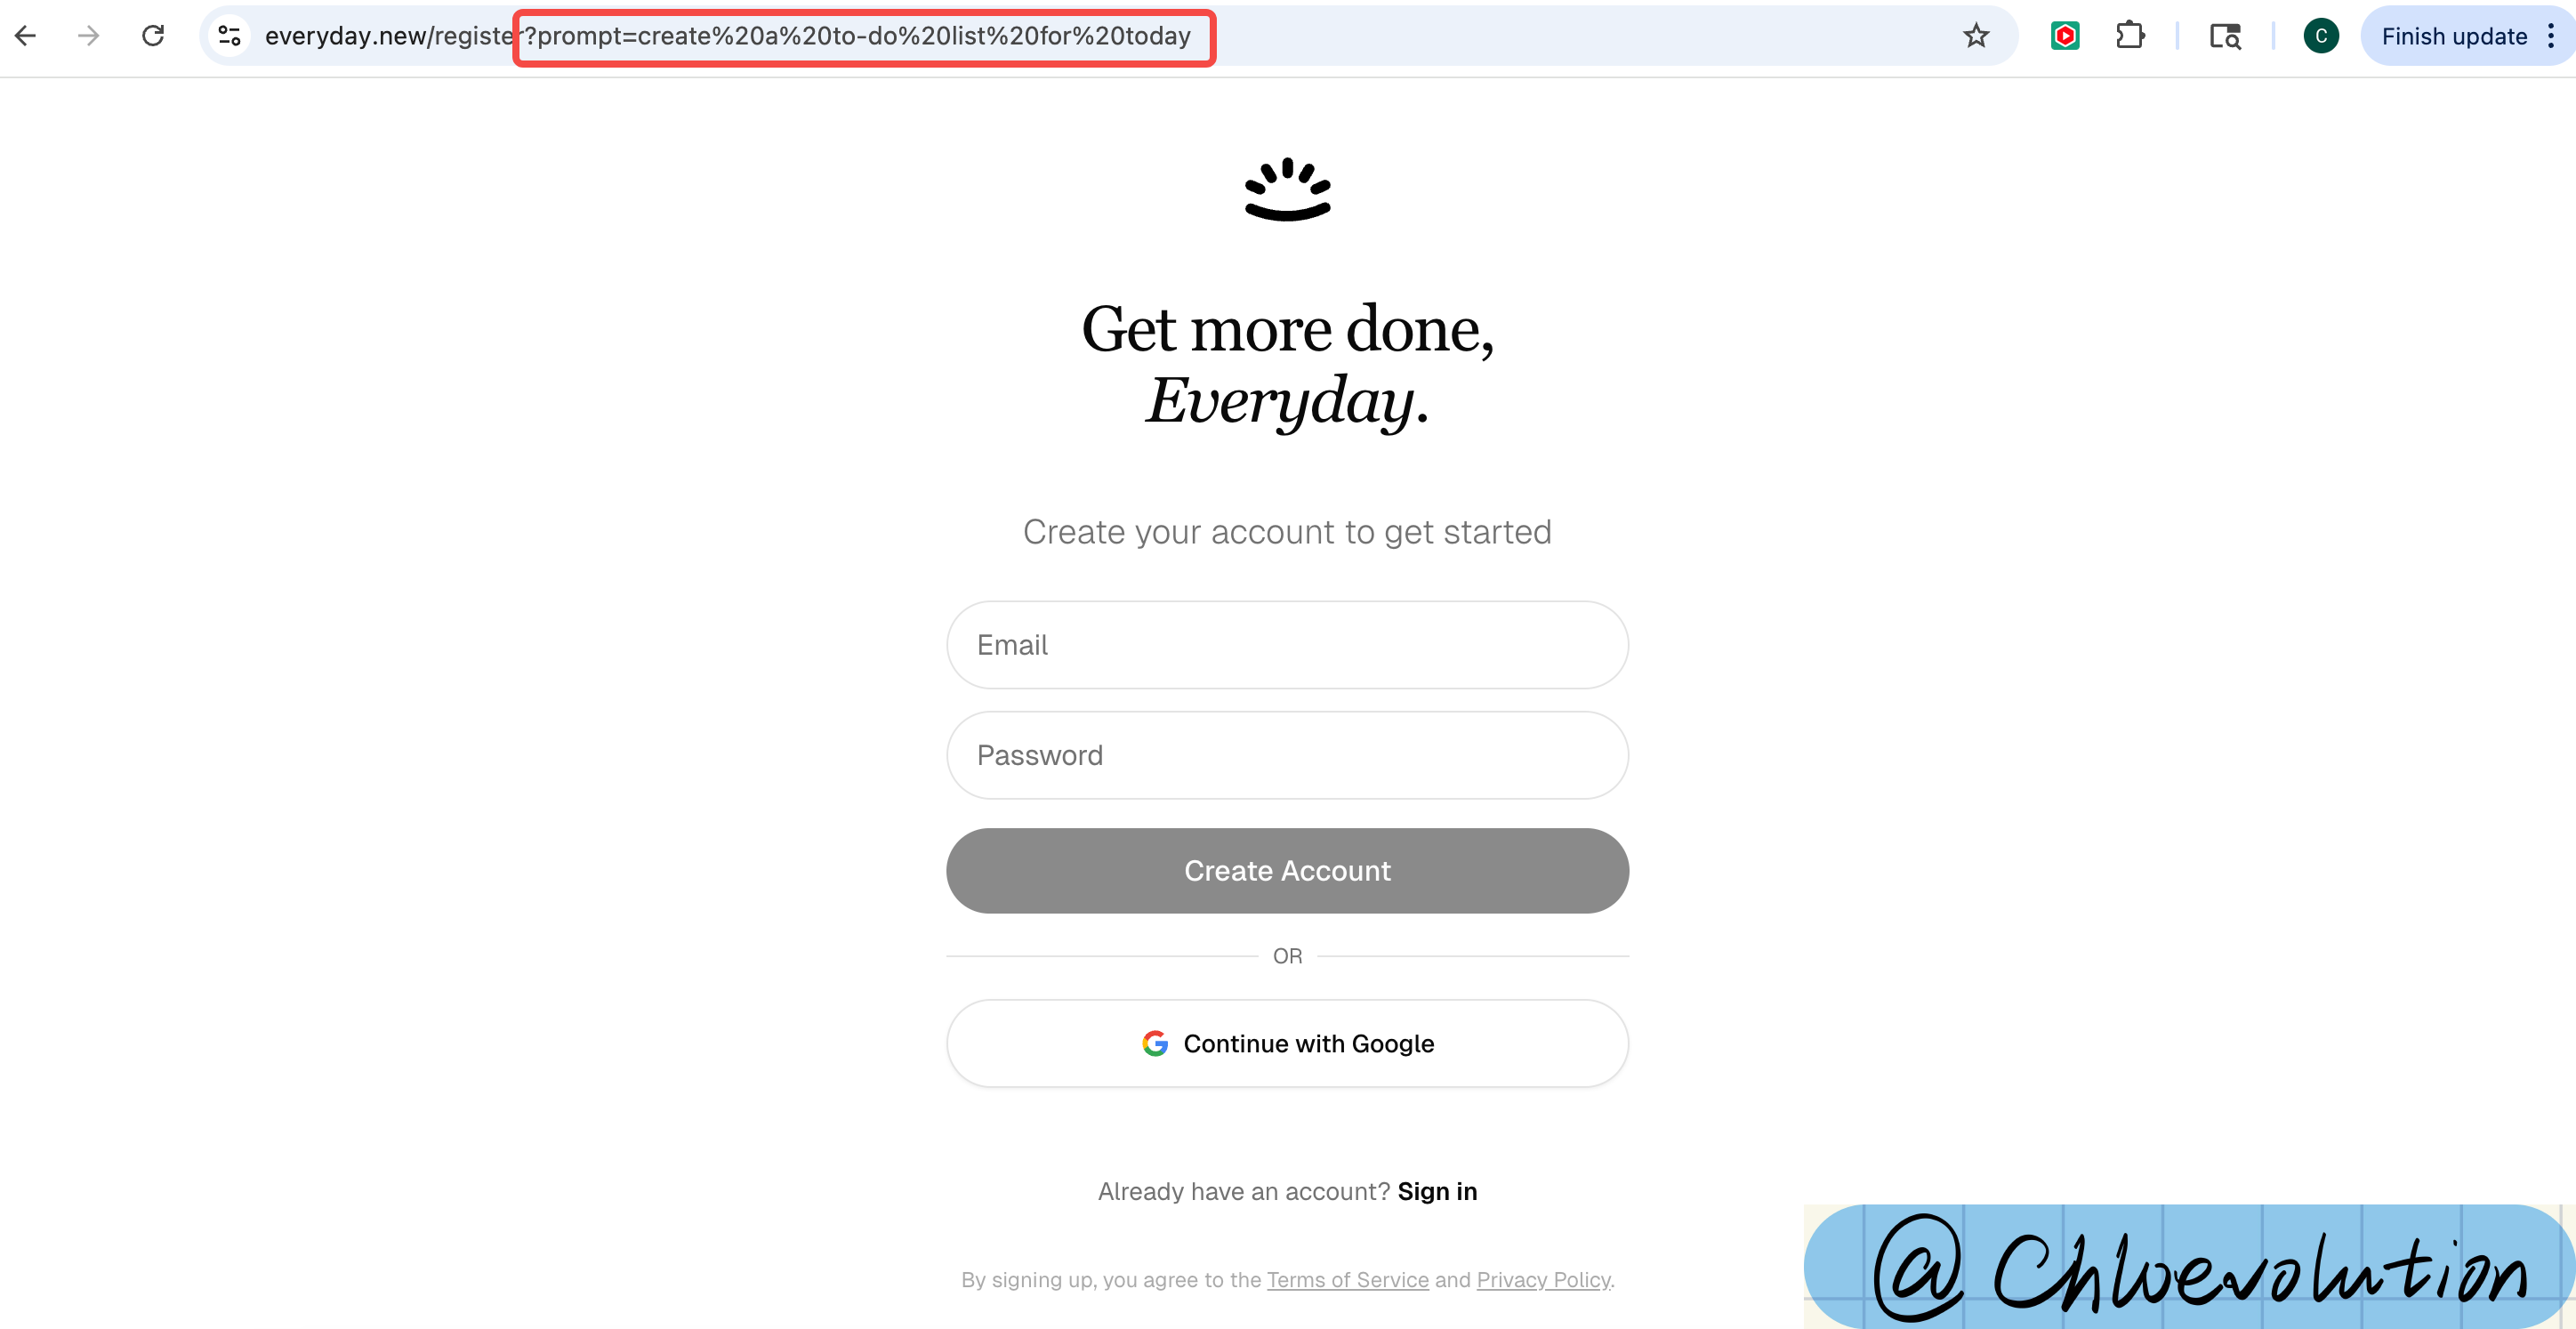 everyday.new/register?prompt=create%20a%20to-do%20list%20for%20today
C
Finish update
Get more done,
Everyday.
Create your account to get started
Email
Password
Create Account
OR
Continue with Google
Already have an account? Sign in
By signing up, you agree to the Terms of Service and Privacy Policy.
@Chloevolution